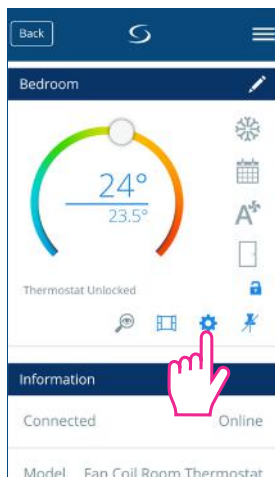 Back
Bedroom
24°
23.5°
A
Thermostat Unlocked
Information
Connected Online
Model Fan Coil Room Thermostat